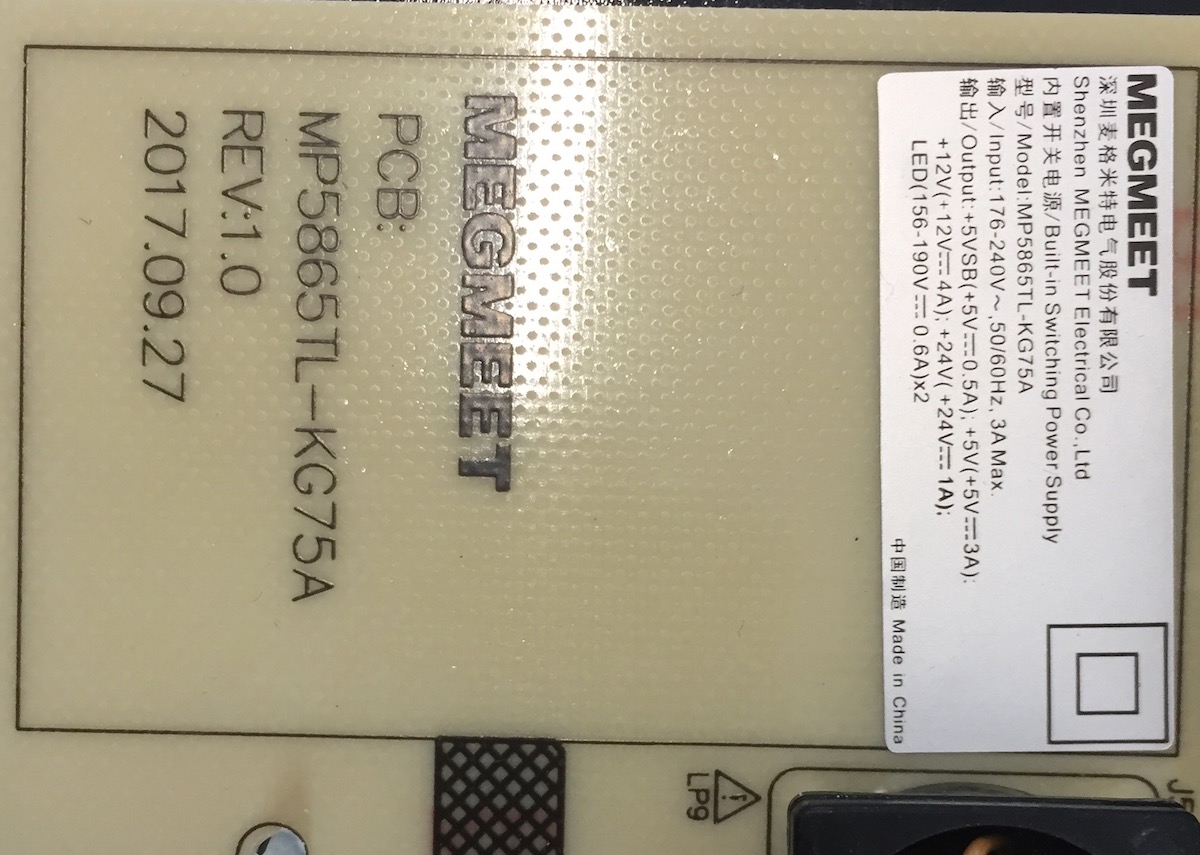 MEGMEET
深圳麦格米特电气股份有限公司
Shenzhen MEGMEET Electrical Co.,Ltd
内置开关电源/Built-in Switching Power Supply
型号/Model:MP5865TL-KG75A
输入/Input:176-240V～,50/60Hz, 3A Max.
输出/Output:+5VSB(+5V⎓0.5A); +5V(+5V⎓3A);
+12V(+12V⎓4A); +24V(+24V⎓1A);
LED(156-190V⎓0.6A)x2
中国制造 Made in China
MEGMEET
PCB:
MP5865TL-KG75A
REV:1.0
2017.09.27
LP9